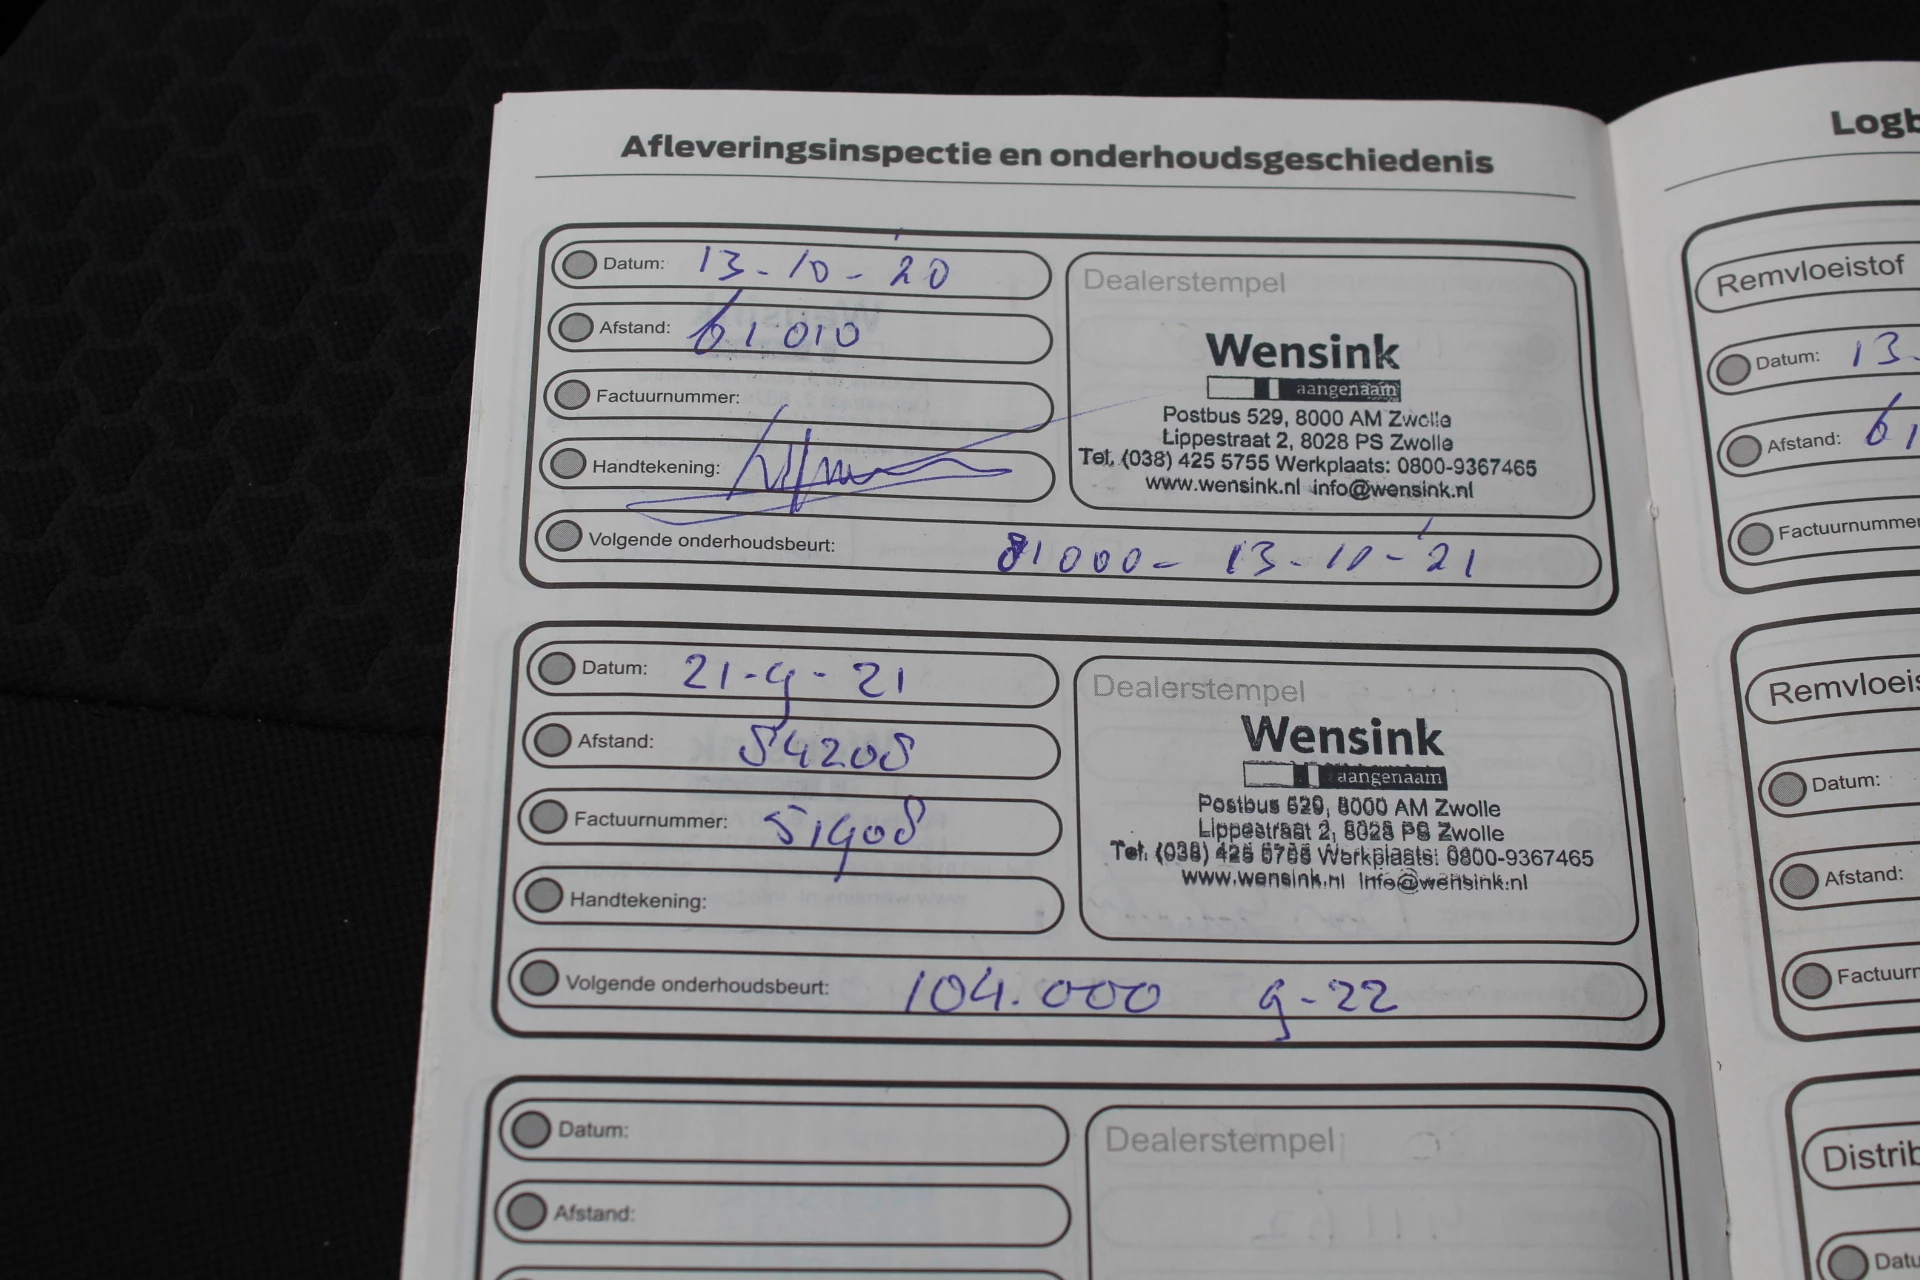 Afleveringsinspectie en onderhoudsgeschiedenis
Datum: 13-10-'20
Afstand: 61010
Factuurnummer:
Handtekening:
Volgende onderhoudsbeurt: 81000- 13-10-'21
Dealerstempel
Wensink
aangenaam
Postbus 529, 8000 AM Zwolle
Lippestraat 2, 8028 PS Zwolle
Tel. (038) 425 5755 Werkplaats: 0800-9367465
www.wensink.nl info@wensink.nl
Datum: 21-9-21
Afstand:
Factuurnummer:
Handtekening:
Volgende onderhoudsbeurt: 104.000 9-22
Dealerstempel
Wensink
aangenaam
Postbus 529, 8000 AM Zwolle
Lippestraat 2, 8028 PS Zwolle
Tel. (038) 425 5755 Werkplaats: 0800-9367465
www.wensink.nl info@wensink.nl
Datum:
Afstand:
Dealerstempel
Logb
Remvloeistof
Datum: 13-
Afstand: 61
Factuurnummer
Remvloeis
Datum:
Afstand:
Factuurn
Distrib
Datu